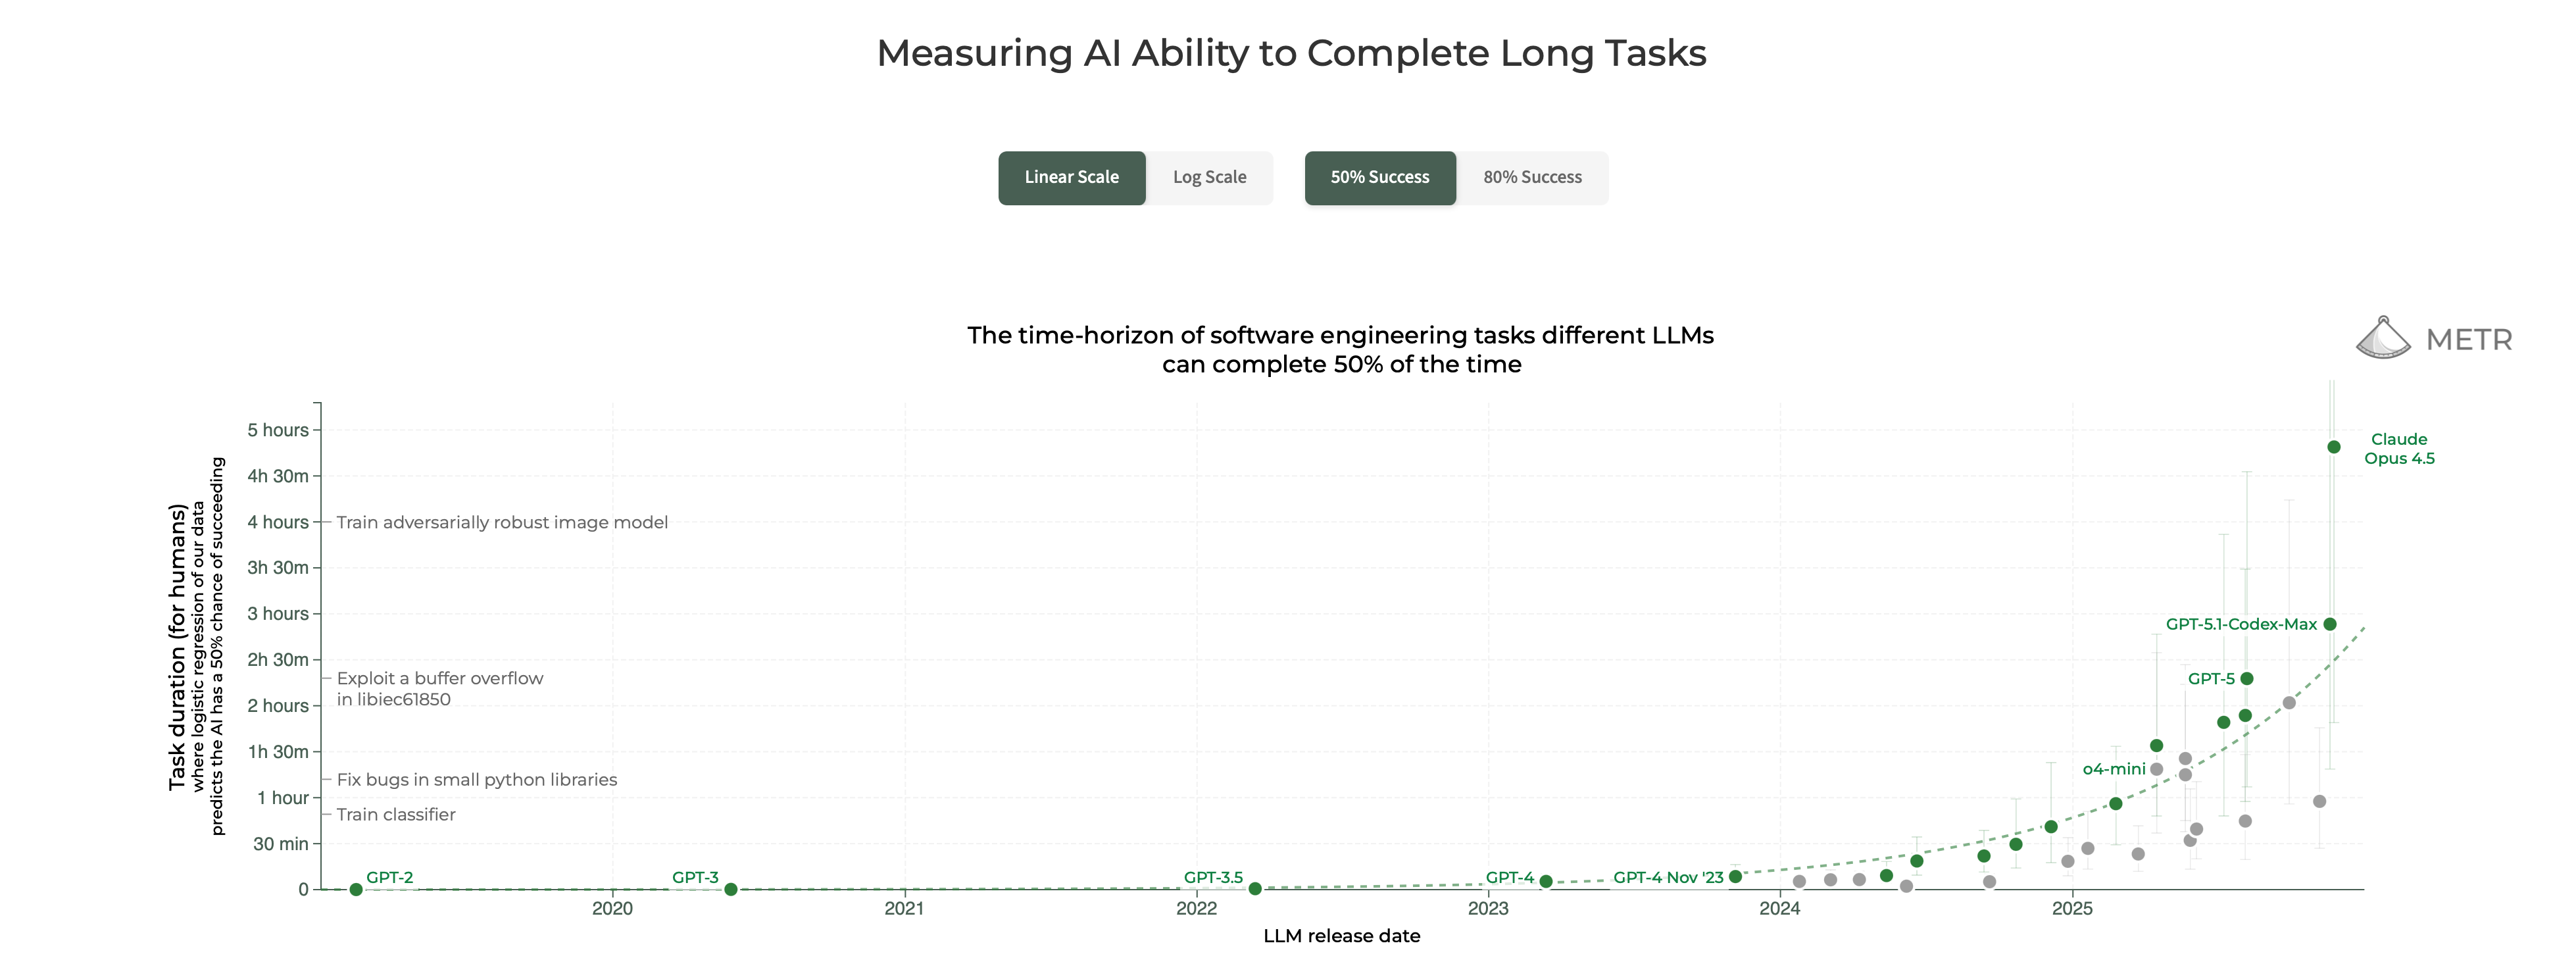 Measuring AI Ability to Complete Long Tasks
Linear Scale
Log Scale
50% Success
80% Success
The time-horizon of software engineering tasks different LLMs
can complete 50% of the time
METR
Task duration (for humans)
where logistic regression of our data
predicts the AI has a 50% chance of succeeding
5 hours
4h 30m
4 hours
3h 30m
3 hours
2h 30m
2 hours
1h 30m
1 hour
30 min
0
Train adversarially robust image model
Exploit a buffer overflow
in libiec61850
Fix bugs in small python libraries
Train classifier
GPT-2
GPT-3
GPT-3.5
GPT-4
GPT-4 Nov '23
o4-mini
GPT-5
GPT-5.1-Codex-Max
Claude
Opus 4.5
2020
2021
2022
2023
2024
2025
LLM release date